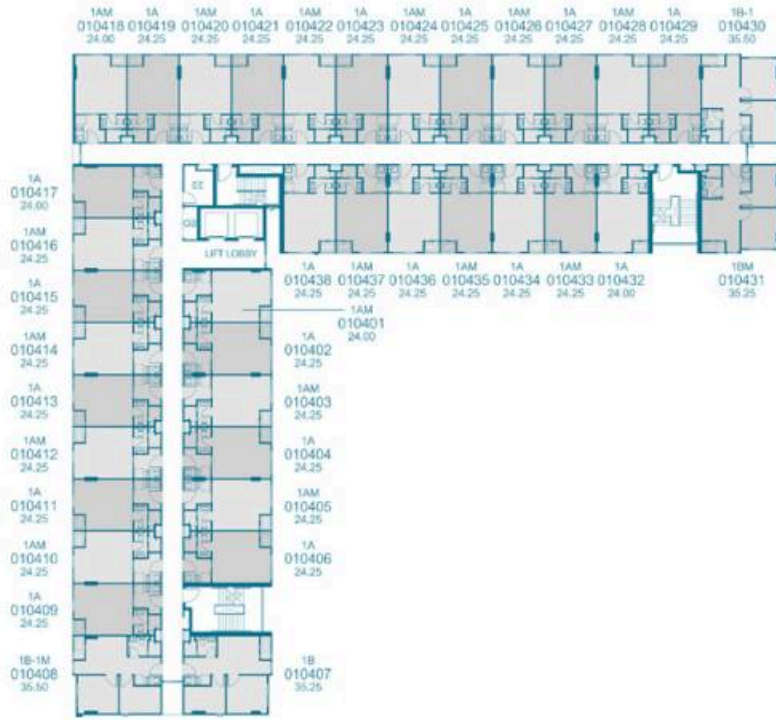 1AM
010418
24.00
1A
010419
24.25
1AM
010420
24.25
1A
010421
24.25
1AM
010422
24.25
1A
010423
24.25
1AM
010424
24.25
1A
010425
24.25
1AM
010426
24.25
1A
010427
24.25
1AM
010428
24.25
1A
010429
24.25
1B-1
010430
35.50
1A
010417
24.00
1AM
010416
24.25
1A
010415
24.25
1AM
010414
24.25
1A
010413
24.25
1AM
010412
24.25
1A
010411
24.25
1AM
010410
24.25
1A
010409
24.25
1B-1M
010408
35.50
LIFT LOBBY
1A
010438
24.25
1AM
010437
24.25
1A
010436
24.25
1AM
010435
24.25
1A
010434
24.25
1AM
010433
24.25
1A
010432
24.00
1BM
010431
35.25
1AM
010401
24.00
1A
010402
24.25
1AM
010403
24.25
1A
010404
24.25
1AM
010405
24.25
1A
010406
24.25
1B
010407
35.25